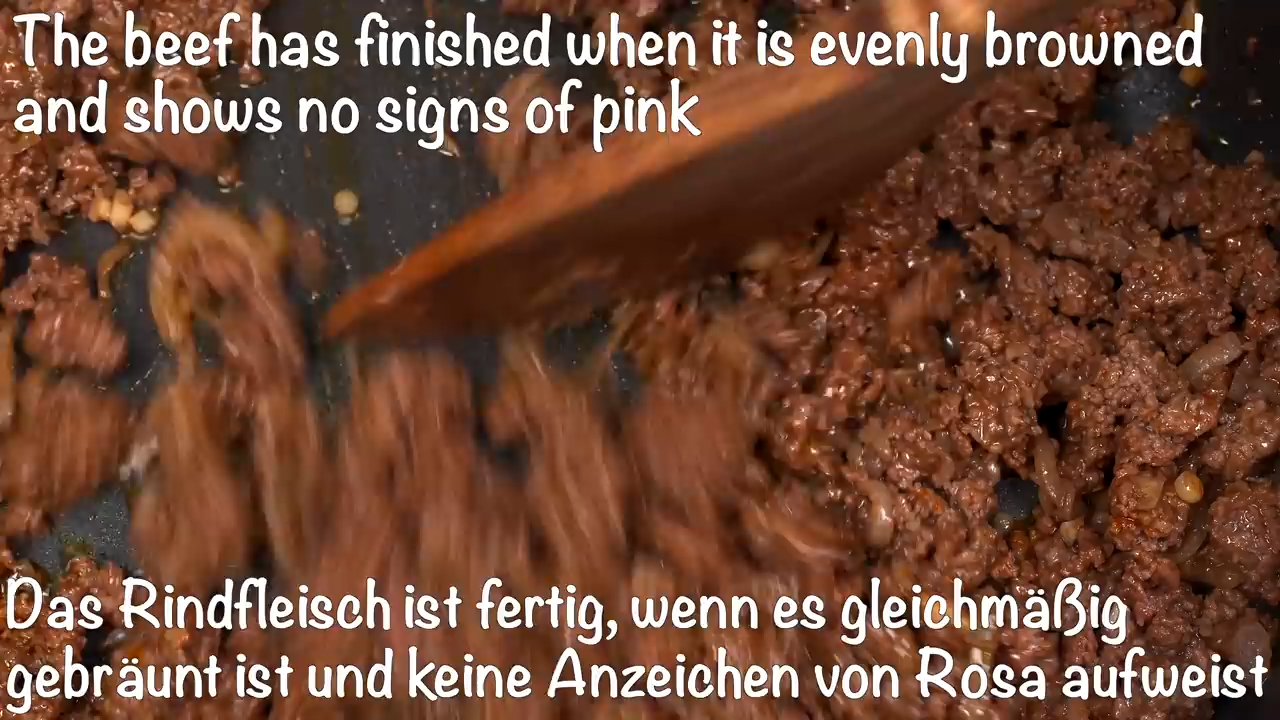 The beef has finished when it is evenly browned
and shows no signs of pink
Das Rindfleisch ist fertig, wenn es gleichmäßig
gebräunt ist und keine Anzeichen von Rosa aufweist